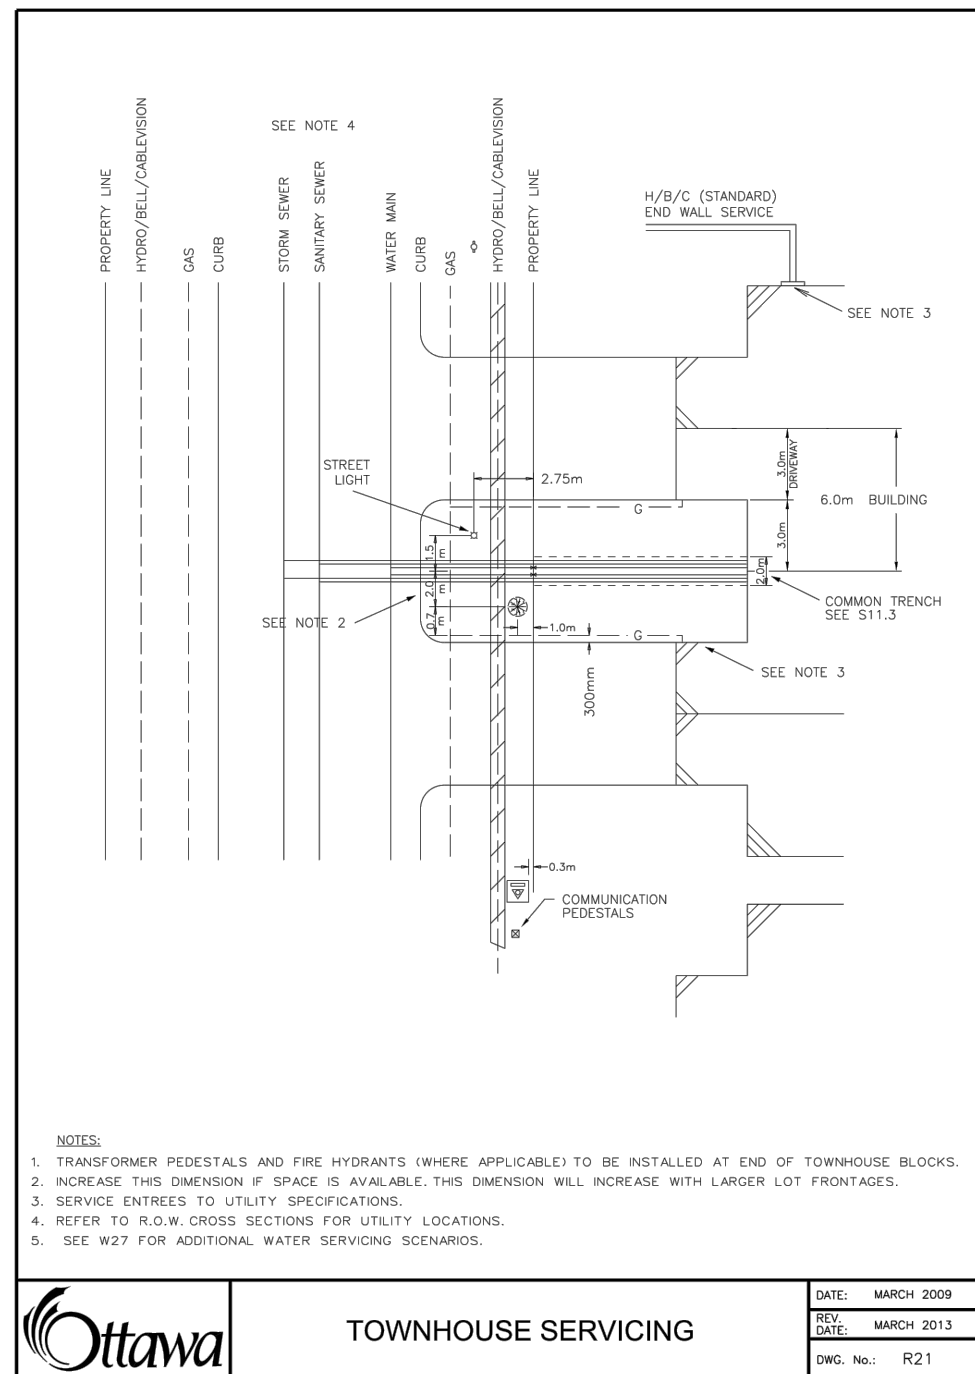 SEE NOTE 4
PROPERTY LINE
HYDRO/BELL/CABLEVISION
GAS
CURB
STORM SEWER
SANITARY SEWER
WATER MAIN
CURB
GAS
HYDRO/BELL/CABLEVISION
PROPERTY LINE
H/B/C (STANDARD)
END WALL SERVICE
SEE NOTE 3
STREET
LIGHT
2.75m
3.0m
DRIVEWAY
6.0m BUILDING
G
3.0m
1.5
m
2.0
m
0.7
m
2.0m
COMMON TRENCH
SEE S11.3
SEE NOTE 2
1.0m
G
300mm
SEE NOTE 3
0.3m
COMMUNICATION
PEDESTALS
NOTES:
1. TRANSFORMER PEDESTALS AND FIRE HYDRANTS (WHERE APPLICABLE) TO BE INSTALLED AT END OF TOWNHOUSE BLOCKS.
2. INCREASE THIS DIMENSION IF SPACE IS AVAILABLE. THIS DIMENSION WILL INCREASE WITH LARGER LOT FRONTAGES.
3. SERVICE ENTREES TO UTILITY SPECIFICATIONS.
4. REFER TO R.O.W. CROSS SECTIONS FOR UTILITY LOCATIONS.
5. SEE W27 FOR ADDITIONAL WATER SERVICING SCENARIOS.
Ottawa
TOWNHOUSE SERVICING
DATE: MARCH 2009
REV.
DATE: MARCH 2013
DWG. No.: R21